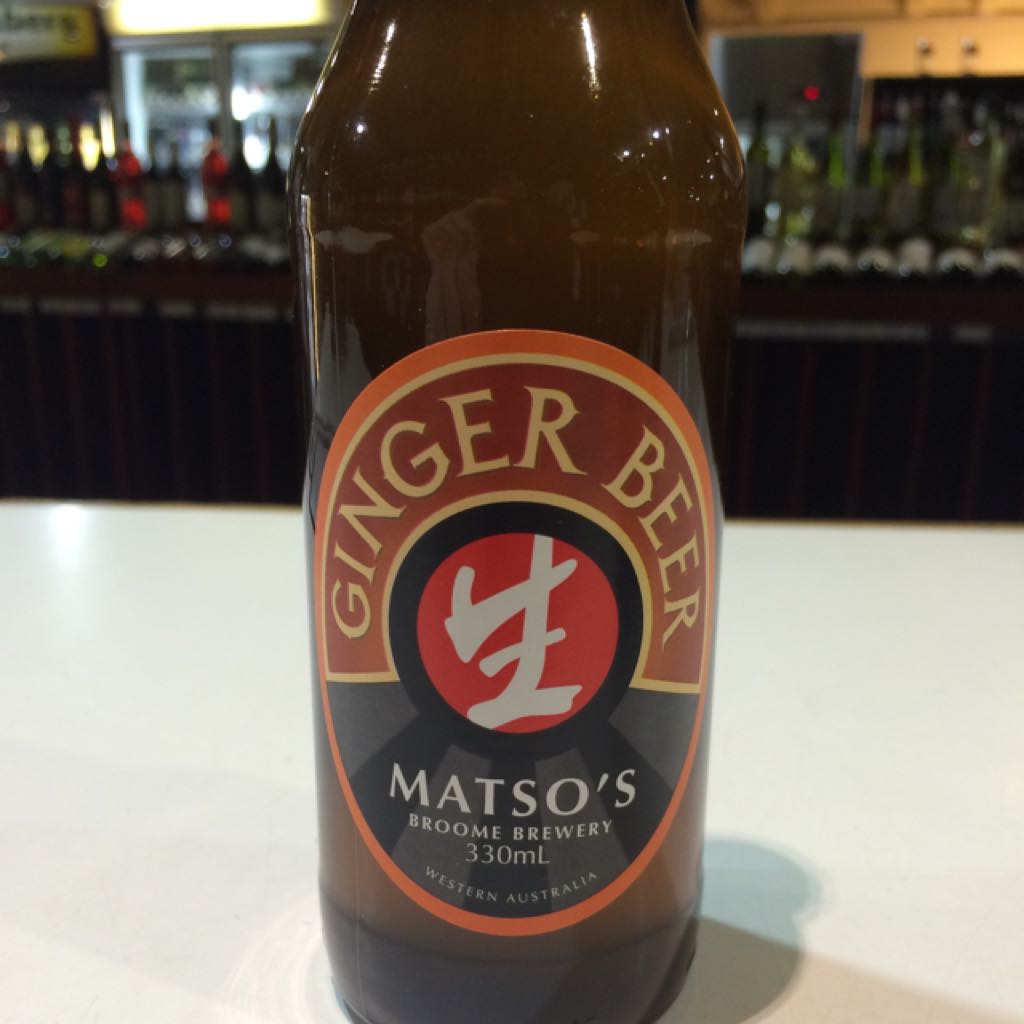 GINGER BEER
生
MATSO'S
BROOME BREWERY
330mL
WESTERN AUSTRALIA